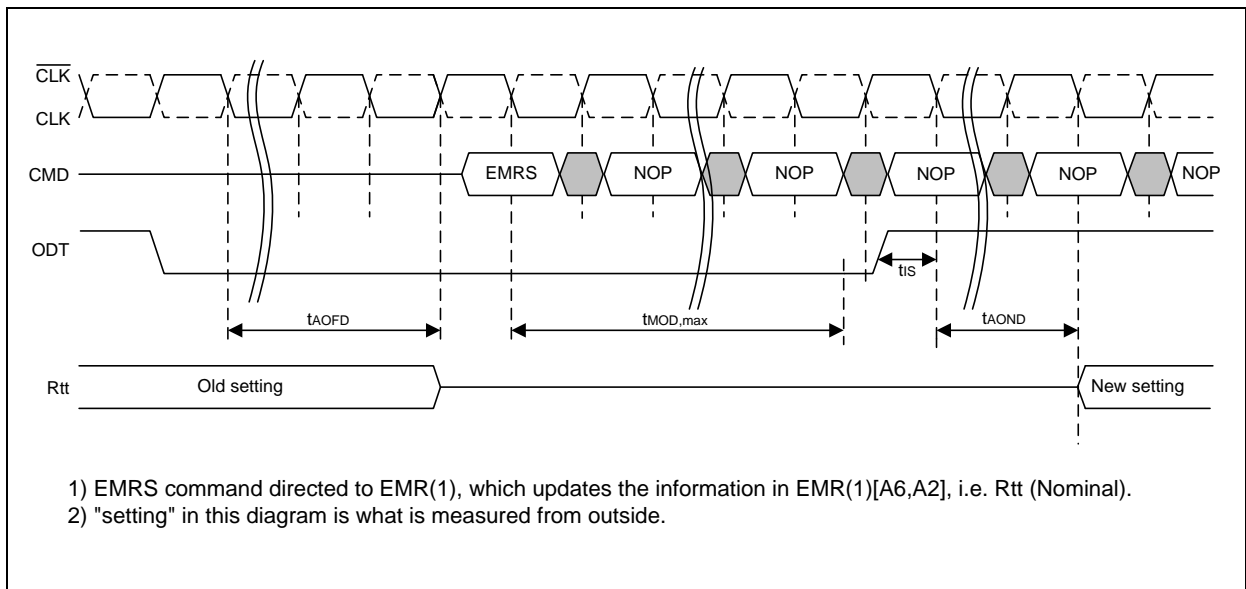 CLK
CLK
CMD EMRS NOP NOP NOP NOP NOP
ODT
tIS
tAOFD tMOD,max tAOND
Rtt Old setting New setting
1) EMRS command directed to EMR(1), which updates the information in EMR(1)[A6,A2], i.e. Rtt (Nominal).
2) "setting" in this diagram is what is measured from outside.